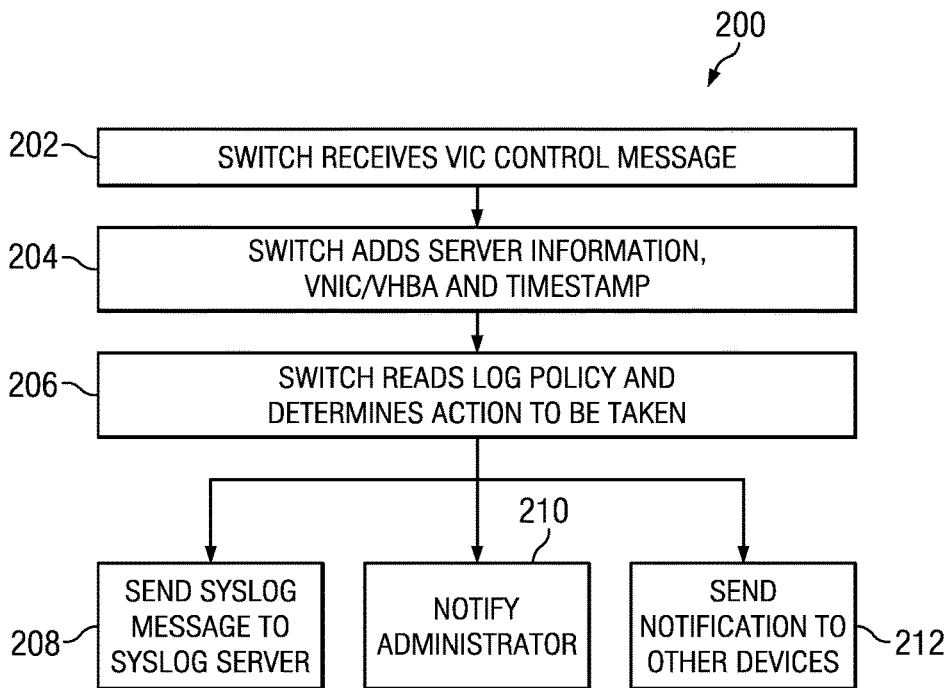 200
202
SWITCH RECEIVES VIC CONTROL MESSAGE
204
SWITCH ADDS SERVER INFORMATION,
VNIC/VHBA AND TIMESTAMP
206
SWITCH READS LOG POLICY AND
DETERMINES ACTION TO BE TAKEN
208
SEND SYSLOG
MESSAGE TO
SYSLOG SERVER
210
NOTIFY
ADMINISTRATOR
SEND
NOTIFICATION TO
OTHER DEVICES
212